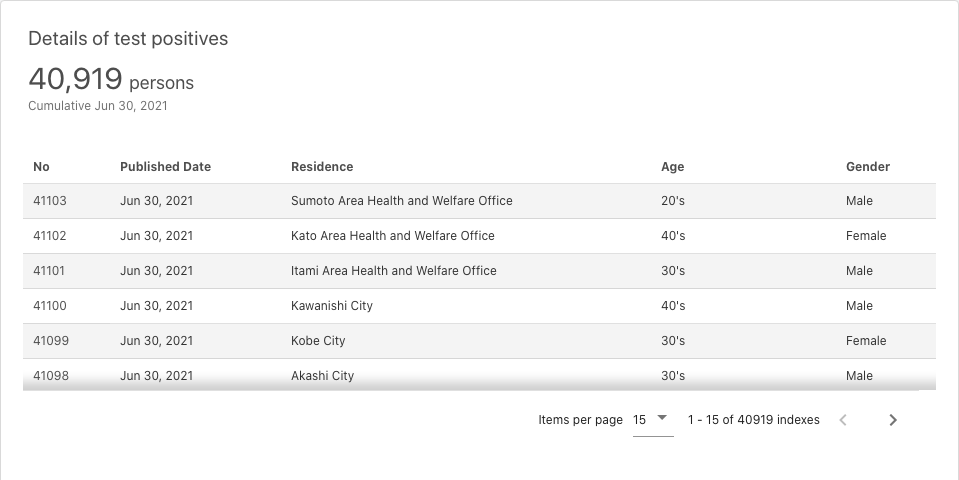 Details of test positives
40,919 persons
Cumulative Jun 30, 2021
No Published Date Residence Age Gender
41103 Jun 30, 2021 Sumoto Area Health and Welfare Office 20's Male
41102 Jun 30, 2021 Kato Area Health and Welfare Office 40's Female
41101 Jun 30, 2021 Itami Area Health and Welfare Office 30's Male
41100 Jun 30, 2021 Kawanishi City 40's Male
41099 Jun 30, 2021 Kobe City 30's Female
41098 Jun 30, 2021 Akashi City 30's Male
Items per page 15 1 - 15 of 40919 indexes